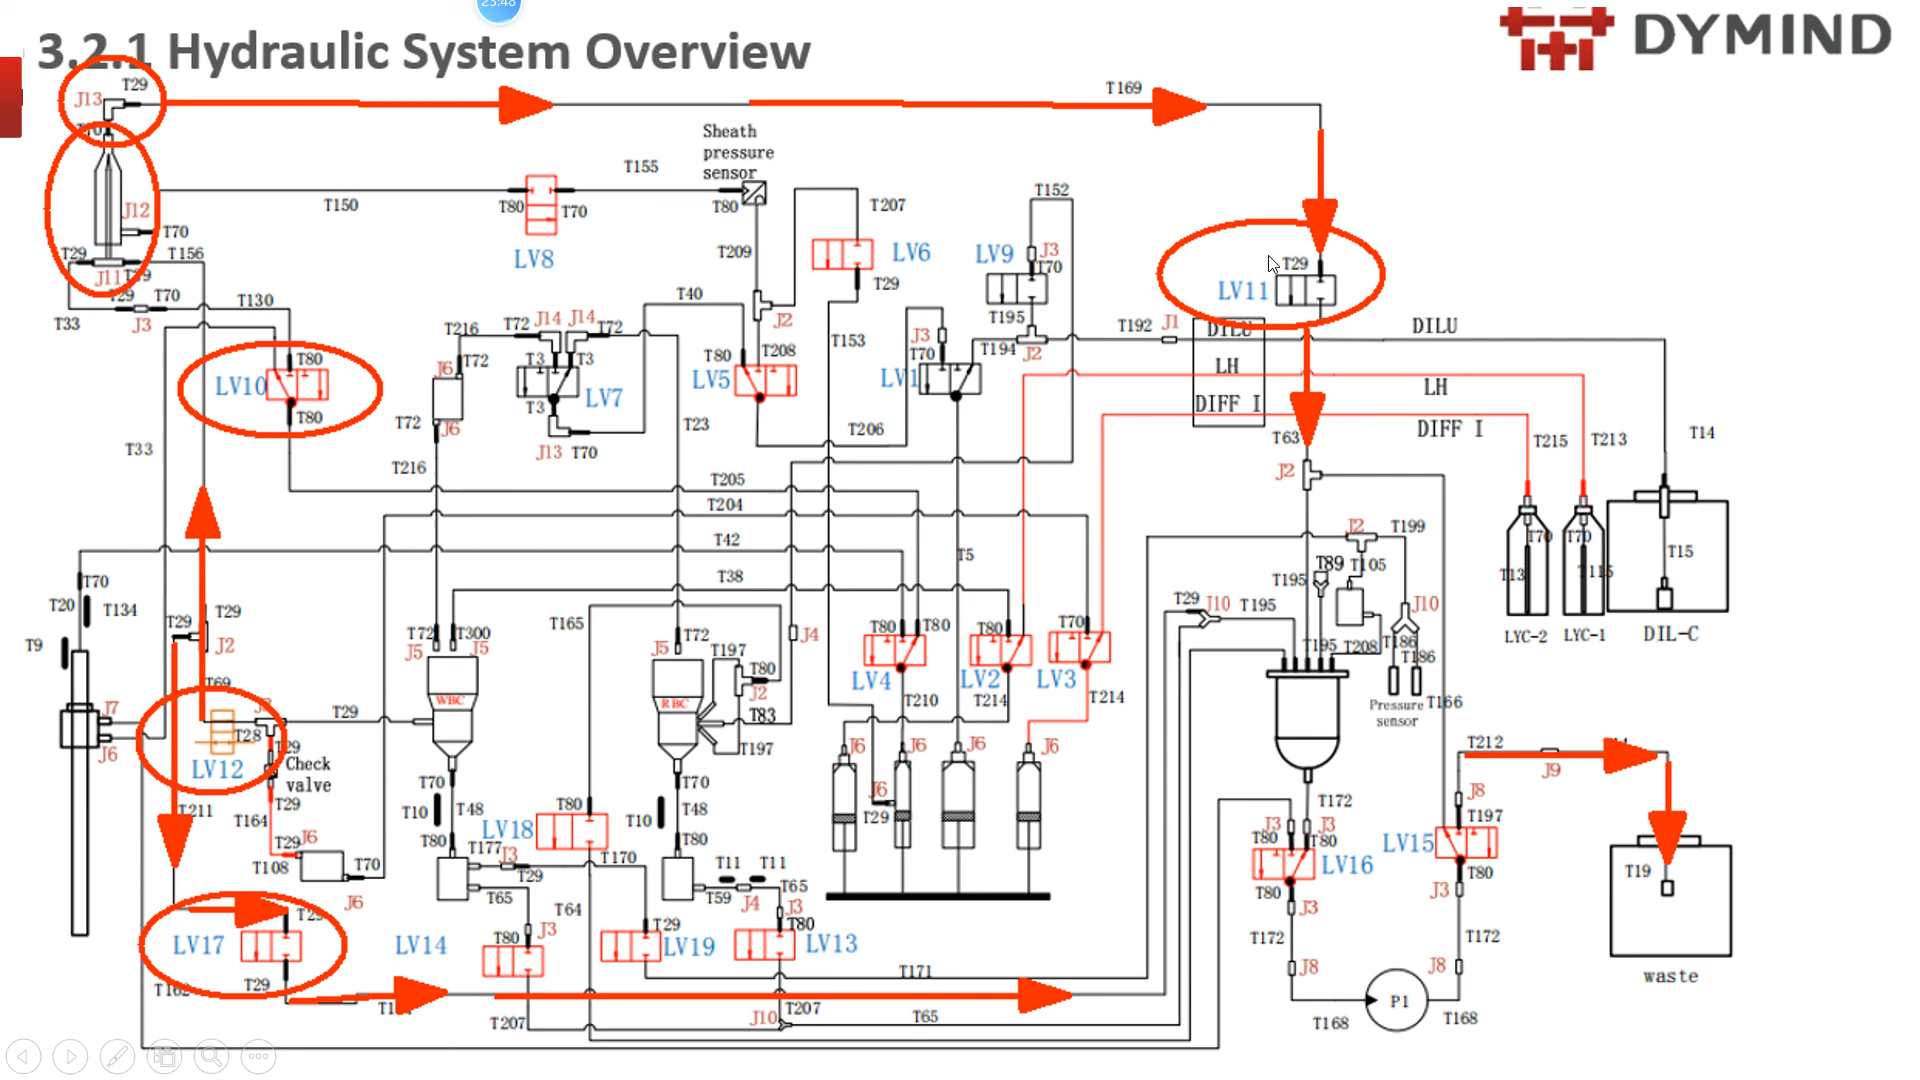 23:48
3.2.1 Hydraulic System Overview
DYMIND
T29
J13
T169
Sheath
pressure
sensor
T155
T150
T80
T70
T80
LV8
J12
T70
T29
T156
J11
T29
T29
T70
T130
T33
J3
T209
T207
LV6
T29
T152
LV9
J3
T70
T195
T29
LV11
T40
J2
T153
T216
T72
J14
J14
T72
T72
J6
T3
T3
LV7
T3
T72
J6
J13
T70
T23
T80
T208
LV5
J3
T70
LV1
T194
J2
T192
J1
DILU
LH
DIFF I
DILU
LH
DIFF I
T80
LV10
T80
T33
T216
T206
T63
J2
T215
T213
T14
T205
T204
T42
T38
T5
J2
T199
T89
T105
T195
T70
T70
T13
T115
T15
LYC-2
LYC-1
DIL-C
T70
T20
T134
T9
T29
T29
J2
T69
T72
T300
J5
J5
WBC
T165
J5
T72
RBC
T197
T80
J2
T83
T197
J4
T80
T80
LV4
T210
T80
LV2
T214
T70
LV3
T214
T29
J10
T195
J10
T195
T208
T186
T186
Pressure
sensor
T166
J7
J6
T28
T29
T29
LV12
Check
valve
T29
T211
T164
T29
J6
T108
T70
J6
T70
T10
T48
T80
T177
J3
T29
T65
T70
T10
T48
T80
T80
LV18
T170
T11
T11
T59
J4
T65
J3
T80
J6
J6
J6
J6
J6
T29
T172
J3
J3
T80
T80
LV16
T80
J3
T172
J8
T212
J9
J8
T197
LV15
T80
J3
T172
J8
P1
T168
T168
T19
waste
LV17
T29
T162
LV14
T64
T80
J3
T29
LV19
LV13
T171
T207
T207
J10
T65